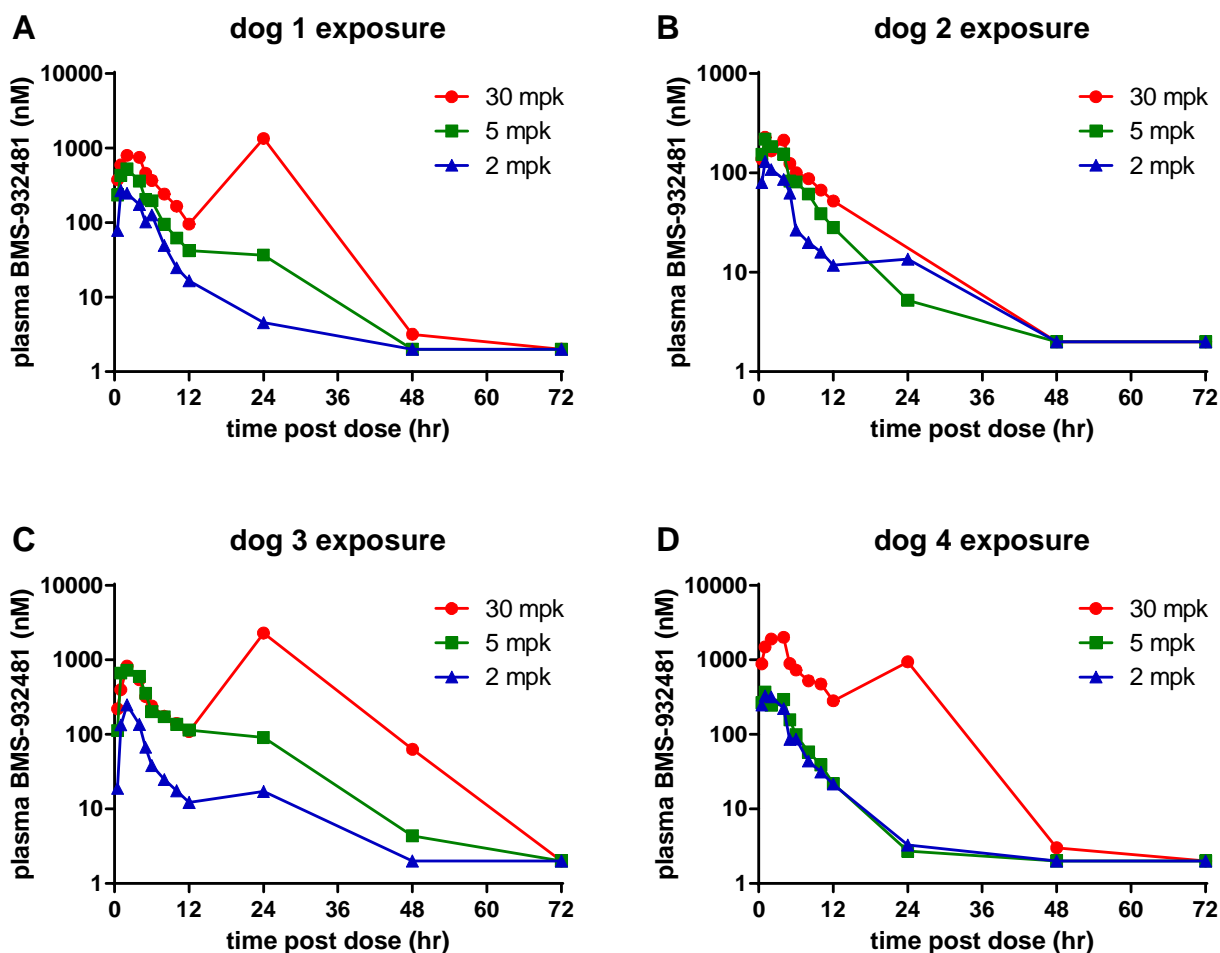 A
dog 1 exposure
plasma BMS-932481 (nM)
10000
1000
100
10
1
30 mpk
5 mpk
2 mpk
0 12 24 36 48 60 72
time post dose (hr)
B
dog 2 exposure
plasma BMS-932481 (nM)
1000
100
10
1
30 mpk
5 mpk
2 mpk
0 12 24 36 48 60 72
time post dose (hr)
C
dog 3 exposure
plasma BMS-932481 (nM)
10000
1000
100
10
1
30 mpk
5 mpk
2 mpk
0 12 24 36 48 60 72
time post dose (hr)
D
dog 4 exposure
plasma BMS-932481 (nM)
10000
1000
100
10
1
30 mpk
5 mpk
2 mpk
0 12 24 36 48 60 72
time post dose (hr)